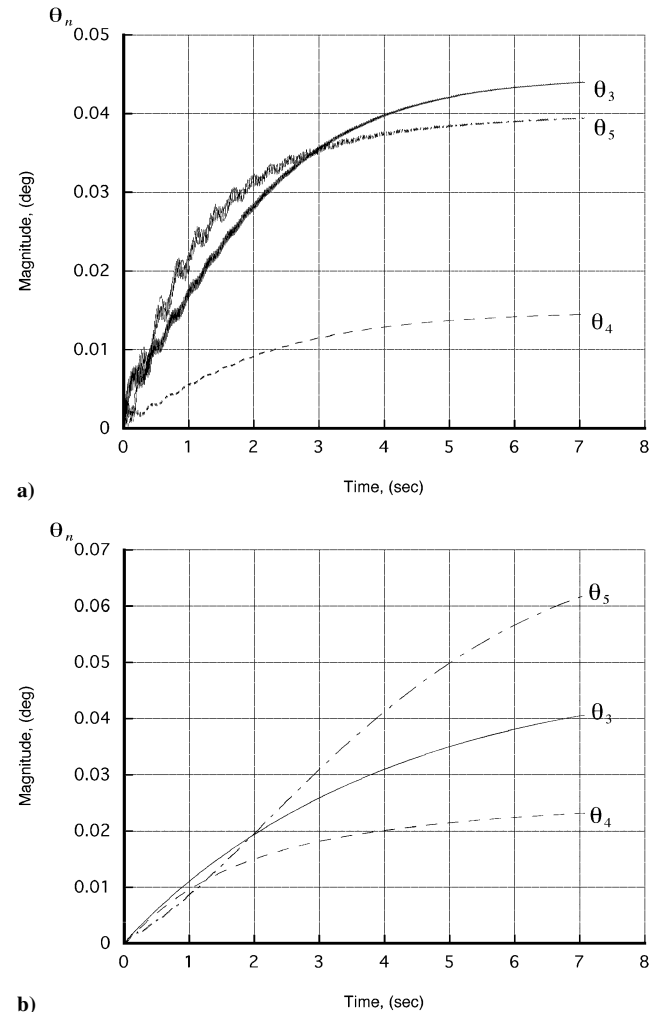 θn
0.05
0.04
0.03
0.02
0.01
0
Magnitude, (deg)
θ3
θ5
θ4
0 1 2 3 4 5 6 7 8
Time, (sec)
a)
θn
0.07
0.06
0.05
0.04
0.03
0.02
0.01
0
Magnitude, (deg)
θ5
θ3
θ4
0 1 2 3 4 5 6 7 8
Time, (sec)
b)